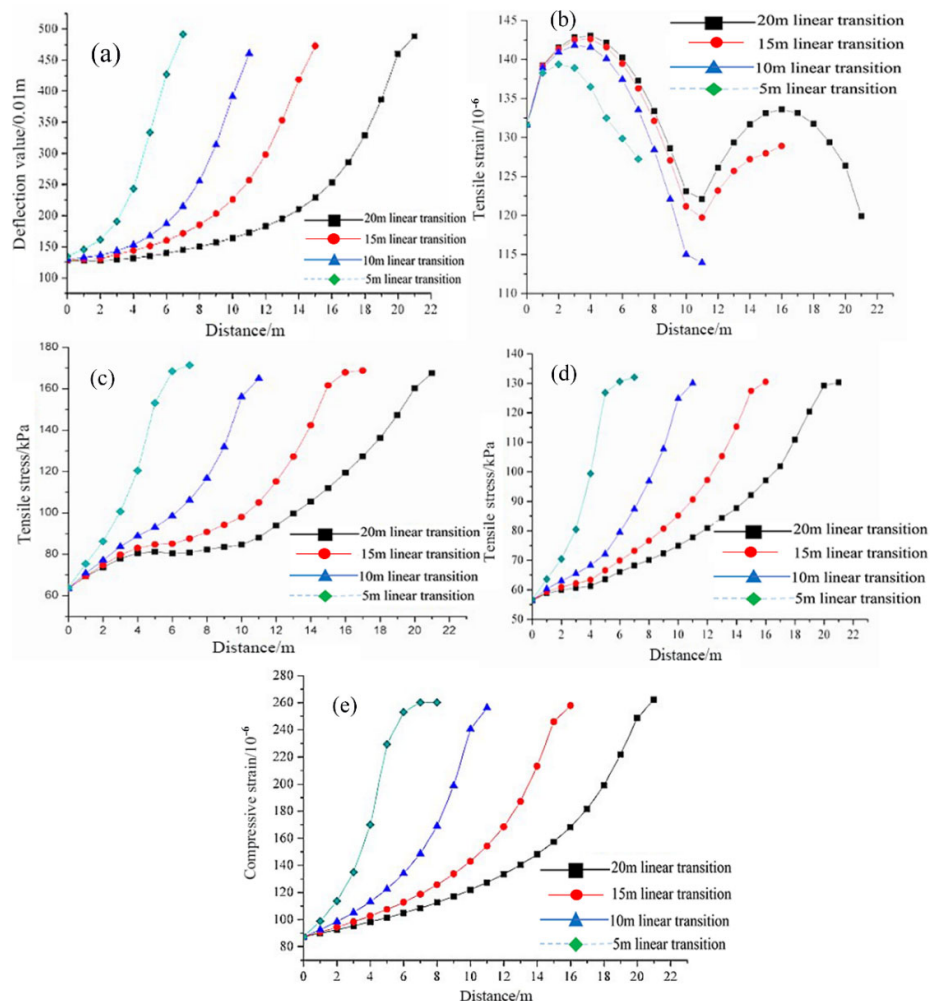 (a)
Deflection value/0.01m
500
450
400
350
300
250
200
150
100
0 2 4 6 8 10 12 14 16 18 20 22
Distance/m
20m linear transition
15m linear transition
10m linear transition
5m linear transition
(b)
Tensile strain/10⁻⁶
145
140
135
130
125
120
115
110
0 2 4 6 8 10 12 14 16 18 20 22
Distance/m
20m linear transition
15m linear transition
10m linear transition
5m linear transition
(c)
Tensile stress/kPa
180
160
140
120
100
80
60
0 2 4 6 8 10 12 14 16 18 20 22
Distance/m
20m linear transition
15m linear transition
10m linear transition
5m linear transition
(d)
Tensile stress/kPa
140
130
120
110
100
90
80
70
60
50
0 2 4 6 8 10 12 14 16 18 20 22
Distance/m
20m linear transition
15m linear transition
10m linear transition
5m linear transition
(e)
Compressive strain/10⁻⁶
260
240
220
200
180
160
140
120
100
80
0 2 4 6 8 10 12 14 16 18 20 22
Distance/m
20m linear transition
15m linear transition
10m linear transition
5m linear transition